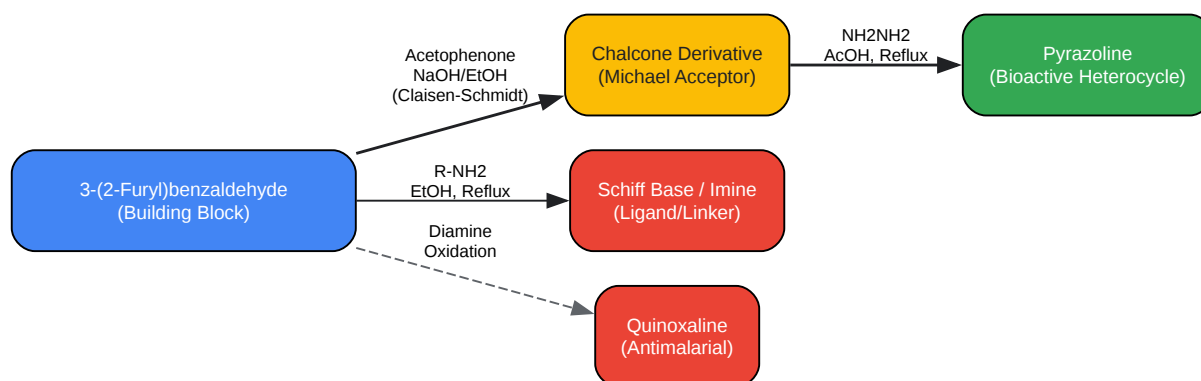 Acetophenone
NaOH/EtOH
(Claisen-Schmidt)
Chalcone Derivative
(Michael Acceptor)
NH2NH2
AcOH, Reflux
Pyrazoline
(Bioactive Heterocycle)
3-(2-Furyl)benzaldehyde
(Building Block)
R-NH2
EtOH, Reflux
Schiff Base / Imine
(Ligand/Linker)
Diamine
Oxidation
Quinoxaline
(Antimalarial)